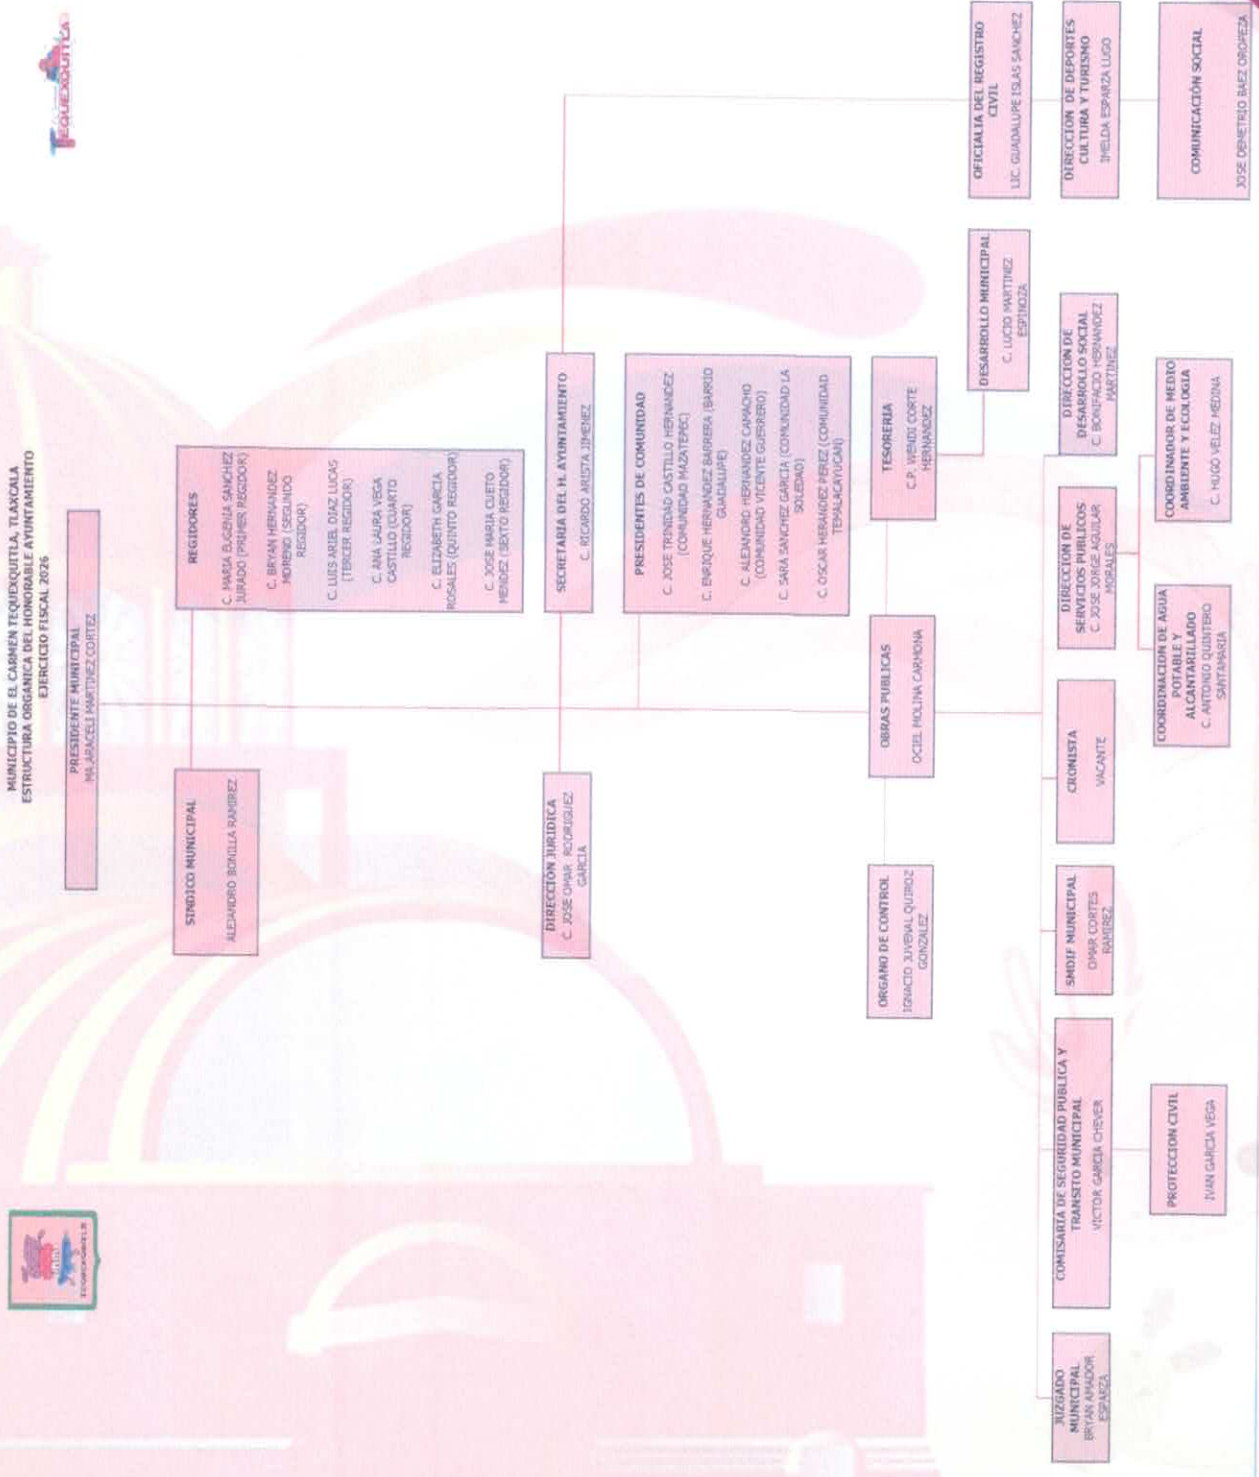 MUNICIPIO DE EL CARMEN TEQUEXQUITLA, TLAXCALA
ESTRUCTURA ORGANICA DEL HONORABLE AYUNTAMIENTO
EJERCICIO FISCAL 2026
TEQUEXQUITLA
PRESIDENTE MUNICIPAL
MA.ARACELI MARTINEZ CORTEZ
SINDICO MUNICIPAL
ALEJANDRO BONILLA RAMIREZ
REGIDORES
C. MARIA EUGENIA SANCHEZ
JURADO (PRIMER REGIDOR)
C. BRYAN HERNANDEZ
MORENO (SEGUNDO
REGIDOR)
C. LUIS ARIEL DIAZ LUCAS
(TERCER REGIDOR)
C. ANA LAURA VEGA
CASTILLO (CUARTO
REGIDOR)
C. ELIZABETH GARCIA
ROSALES (QUINTO REGIDOR)
C. JOSE MARIA CUETO
MENDEZ (SEXTO REGIDOR)
DIRECCIÓN JURIDICA
C. JOSE OMAR RODRIGUEZ
GARCIA
SECRETARIA DEL H. AYUNTAMIENTO
C. RICARDO ARISTA JIMENEZ
PRESIDENTES DE COMUNIDAD
C. JOSE TRINIDAD CASTILLO HERNANDEZ
(COMUNIDAD MAZATEPEC)
C. ENRIQUE HERNANDEZ BARRERA (BARRIO
GUADALUPE)
C. ALEJANDRO HERNANDEZ CAMACHO
(COMUNIDAD VICENTE GUERRERO)
C. SARA SANCHEZ GARCIA (COMUNIDAD LA
SOLEDAD)
C. OSCAR HERANDEZ PEREZ (COMUNIDAD
TEMALACAYUCAN)
ORGANO DE CONTROL
IGNACIO JUVENAL QUIROZ
GONZALEZ
OBRAS PUBLICAS
OCIEL MOLINA CARMONA
TESORERIA
C.P. WENDI CORTE
HERNANDEZ
DESARROLLO MUNICIPAL
C. LUCIO MARTINEZ
ESPINOZA
OFICIALIA DEL REGISTRO
CIVIL
LIC. GUADALUPE ISLAS SANCHEZ
JUZGADO
MUNICIPAL
BRYAN AMADOR
ESPARZA
COMISARIA DE SEGURIDAD PUBLICA Y
TRANSITO MUNICIPAL
VICTOR GARCIA CHEVER
SMDIF MUNICIPAL
OMAR CORTES
RAMIREZ
CRONISTA
VACANTE
DIRECCION DE
SERVICIOS PUBLICOS
C. JOSE JORGE AGUILAR
MORALES
DIRECCION DE
DESARROLLO SOCIAL
C. BONIFACIO HERNANDEZ
MARTINEZ
DIRECCION DE DEPORTES
CULTURA Y TURISMO
IMELDA ESPARZA LUGO
PROTECCION CIVIL
IVAN GARCIA VEGA
COORDINACION DE AGUA
POTABLE Y
ALCANTARILLADO
C. ANTONIO QUINTERO
SANTAMARIA
COORDINADOR DE MEDIO
AMBIENTE Y ECOLOGIA
C. HUGO VELEZ MEDINA
COMUNICACIÓN SOCIAL
JOSE DEMETRIO BAEZ OROPEZA